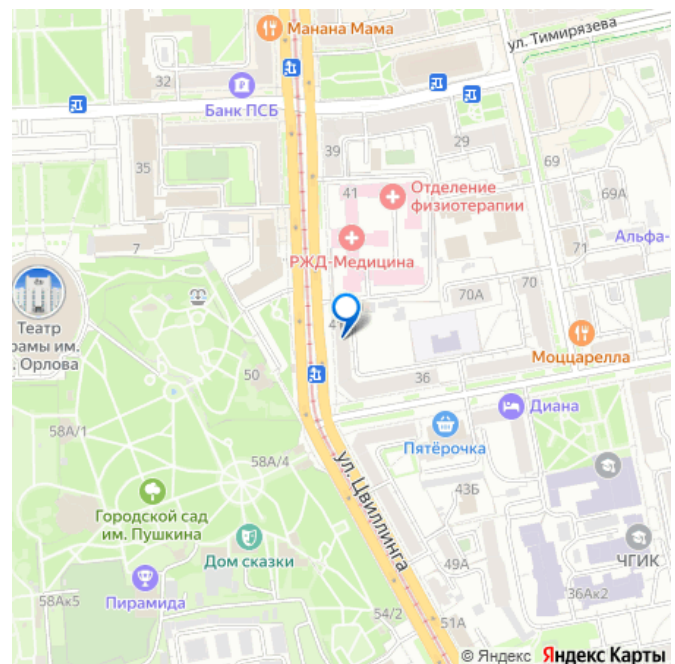 Манана Мама
ул. Тимирязева
32
Банк ПСБ
39
29
69
35
41
Отделение
физиотерапии
69А
7
РЖД-Медицина
71
Альфа-
70А
Театр
рамы им.
. Орлова
Моццарелла
50
36
Диана
58А/1
Пятёрочка
58А/4
ул. Цвиллинга
43Б
Городской сад
им. Пушкина
Дом сказки
ЧГИК
49А
58Ак5
Пирамида
36Ак2
54/2
51А
© Яндекс Яндекс Карты